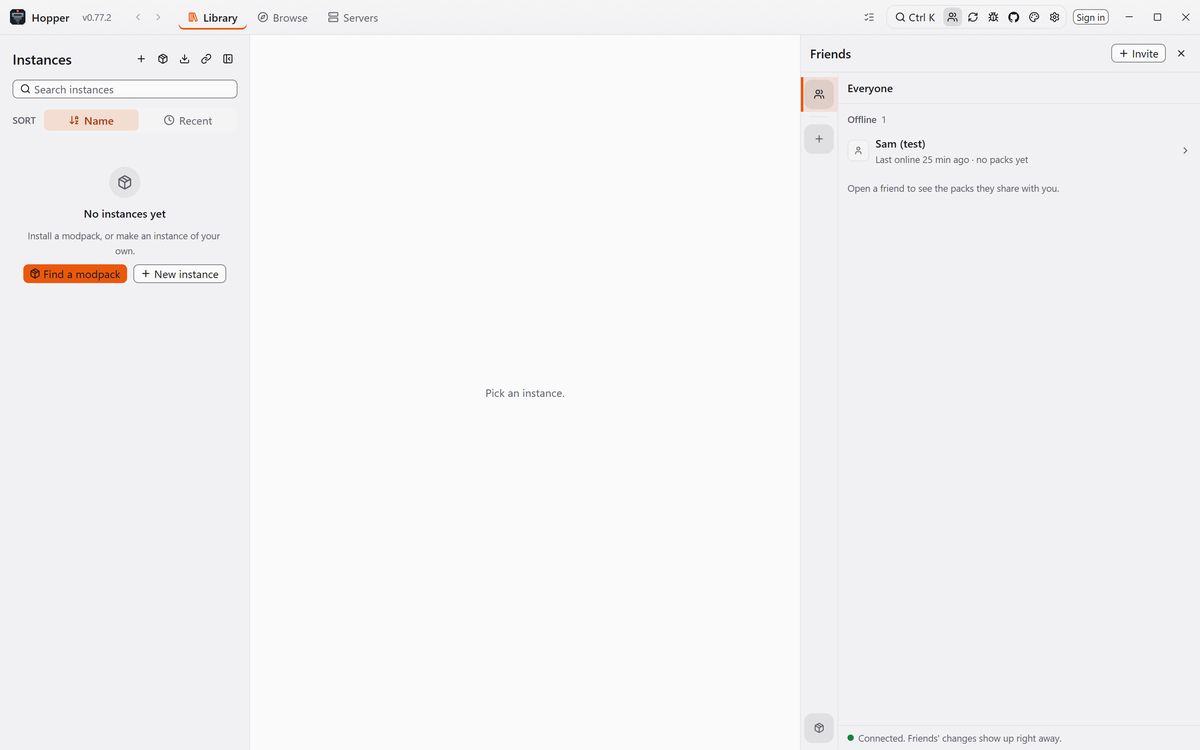 Hopper v0.77.2 Library Browse Servers Ctrl K Sign in
Instances
Search instances
SORT Name Recent
No instances yet
Install a modpack, or make an instance of your
own.
Find a modpack New instance
Pick an instance.
Friends Invite
Everyone
Offline 1
Sam (test)
Last online 25 min ago · no packs yet
Open a friend to see the packs they share with you.
Connected. Friends' changes show up right away.